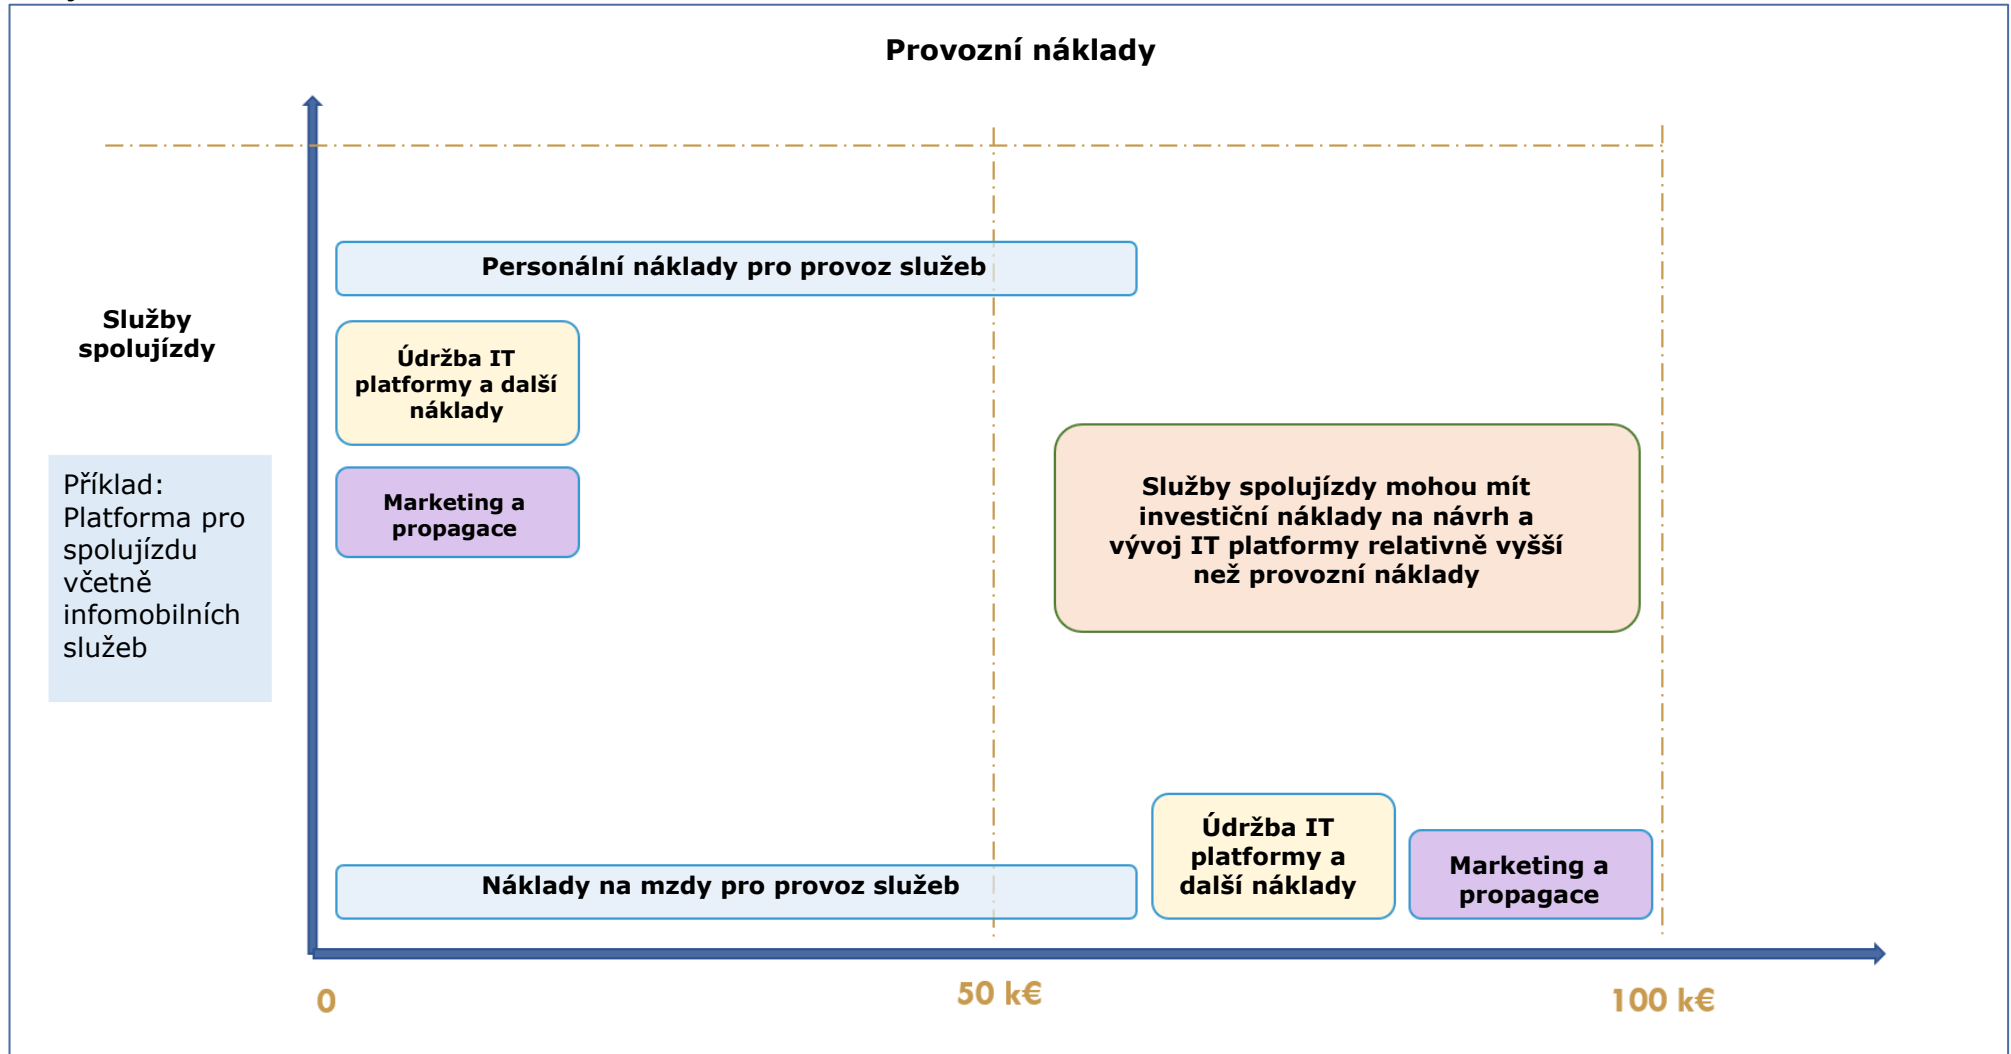 Provozní náklady
Personální náklady pro provoz služeb
Služby
spolujízdy
Údržba IT
platformy a další
náklady
Příklad:
Platforma pro
spolujízdu
včetně
infomobilních
služeb
Marketing a
propagace
Služby spolujízdy mohou mít
investiční náklady na návrh a
vývoj IT platformy relativně vyšší
než provozní náklady
Náklady na mzdy pro provoz služeb
Údržba IT
platformy a
další náklady
Marketing a
propagace
0
50 k€
100 k€